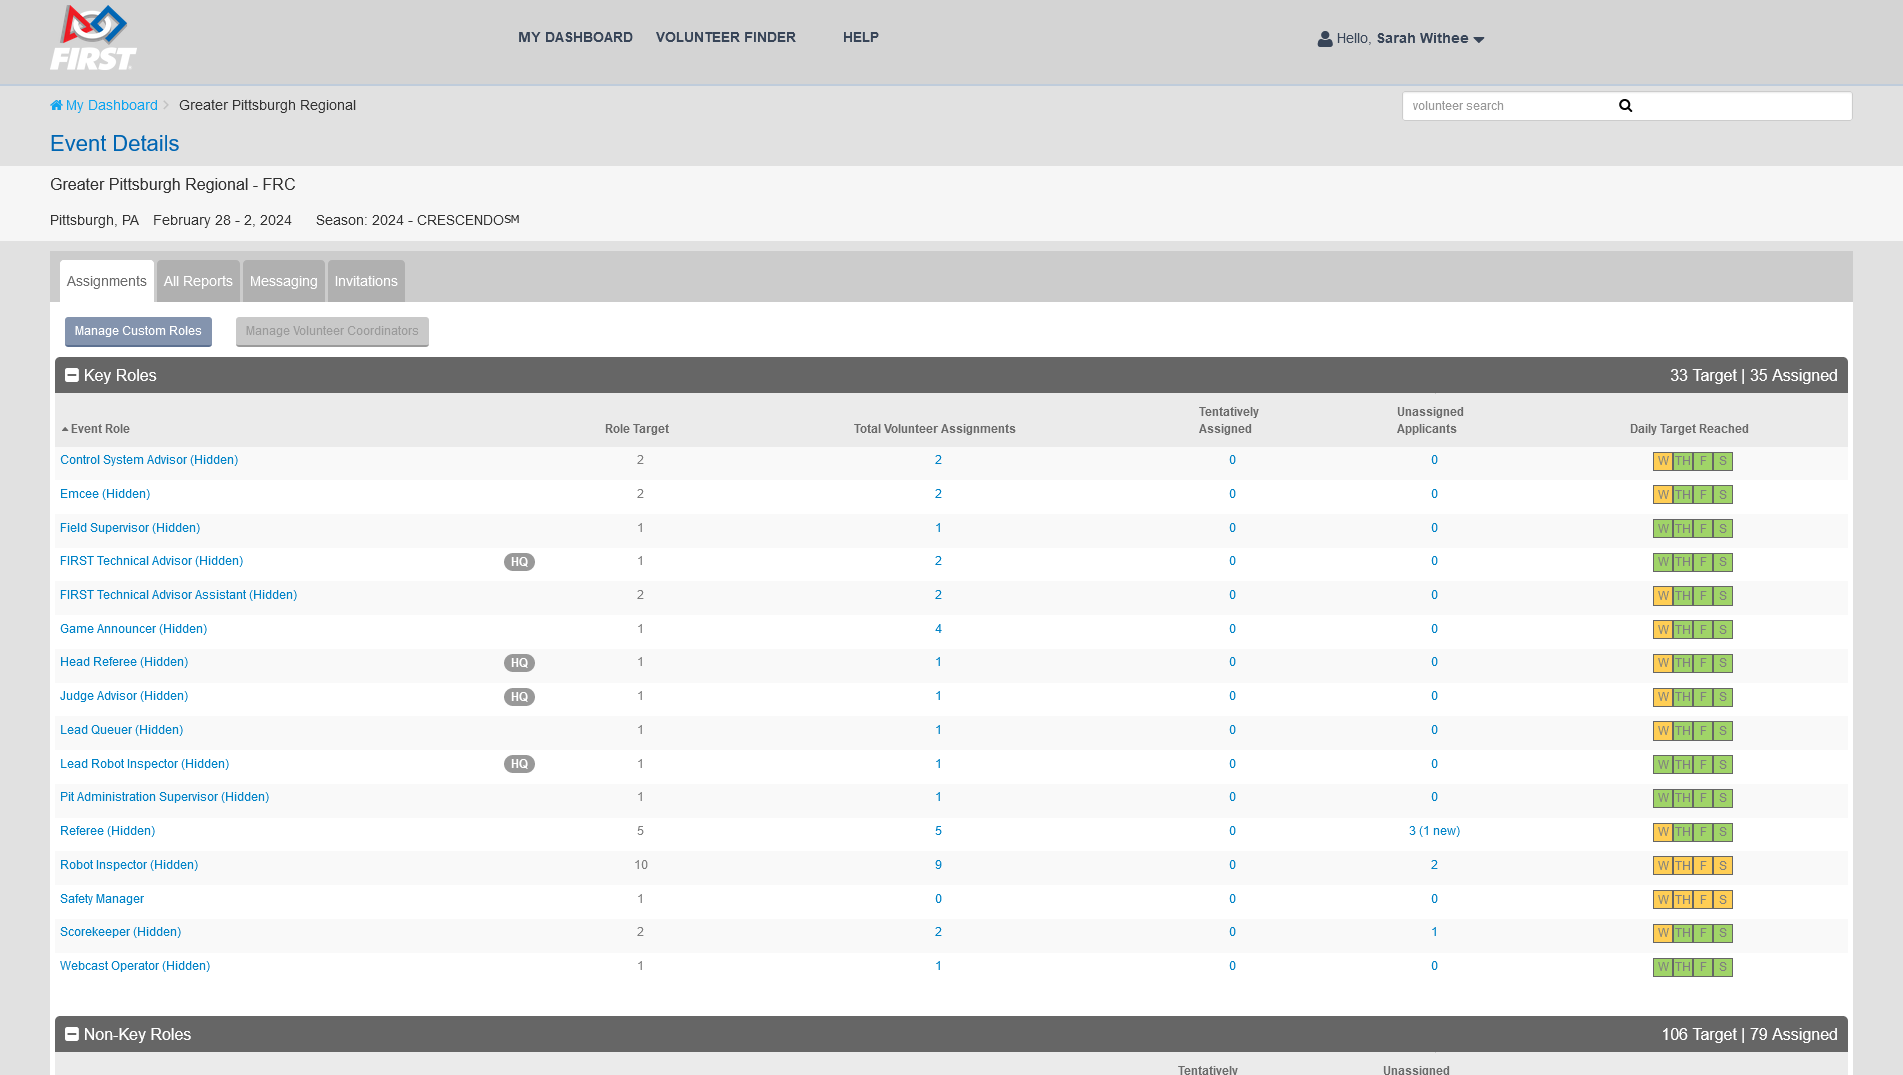 FIRST
MY DASHBOARD VOLUNTEER FINDER HELP
Hello, Sarah Withee
My Dashboard Greater Pittsburgh Regional
volunteer search
Event Details
Greater Pittsburgh Regional - FRC
Pittsburgh, PA February 28 - 2, 2024 Season: 2024 - CRESCENDO℠
Assignments All Reports Messaging Invitations
Manage Custom Roles Manage Volunteer Coordinators
Key Roles 33 Target | 35 Assigned
Event Role Role Target Total Volunteer Assignments Tentatively Assigned Unassigned Applicants Daily Target Reached
Control System Advisor (Hidden) 2 2 0 0 W TH F S
Emcee (Hidden) 2 2 0 0 W TH F S
Field Supervisor (Hidden) 1 1 0 0 W TH F S
FIRST Technical Advisor (Hidden) HQ 1 2 0 0 W TH F S
FIRST Technical Advisor Assistant (Hidden) 2 2 0 0 W TH F S
Game Announcer (Hidden) 1 4 0 0 W TH F S
Head Referee (Hidden) HQ 1 1 0 0 W TH F S
Judge Advisor (Hidden) HQ 1 1 0 0 W TH F S
Lead Queuer (Hidden) 1 1 0 0 W TH F S
Lead Robot Inspector (Hidden) HQ 1 1 0 0 W TH F S
Pit Administration Supervisor (Hidden) 1 1 0 0 W TH F S
Referee (Hidden) 5 5 0 3 (1 new) W TH F S
Robot Inspector (Hidden) 10 9 0 2 W TH F S
Safety Manager 1 0 0 0 W TH F S
Scorekeeper (Hidden) 2 2 0 1 W TH F S
Webcast Operator (Hidden) 1 1 0 0 W TH F S
Non-Key Roles 106 Target | 79 Assigned
Tentatively Unassigned